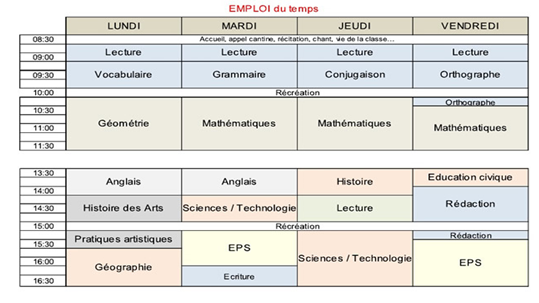 EMPLOI du temps
LUNDI MARDI JEUDI VENDREDI
08:30 Accueil, appel cantine, récitation, chant, vie de la classe...
Lecture Lecture Lecture Lecture
09:00
09:30 Vocabulaire Grammaire Conjugaison Orthographe
10:00 Récréation
10:30 Orthographe
11:00 Géométrie Mathématiques Mathématiques Mathématiques
11:30
13:30 Anglais Anglais Histoire Education civique
14:00
14:30 Histoire des Arts Sciences / Technologie Lecture Rédaction
15:00 Récréation
15:30 Pratiques artistiques EPS Sciences / Technologie Rédaction
16:00 Géographie EPS
16:30 Ecriture